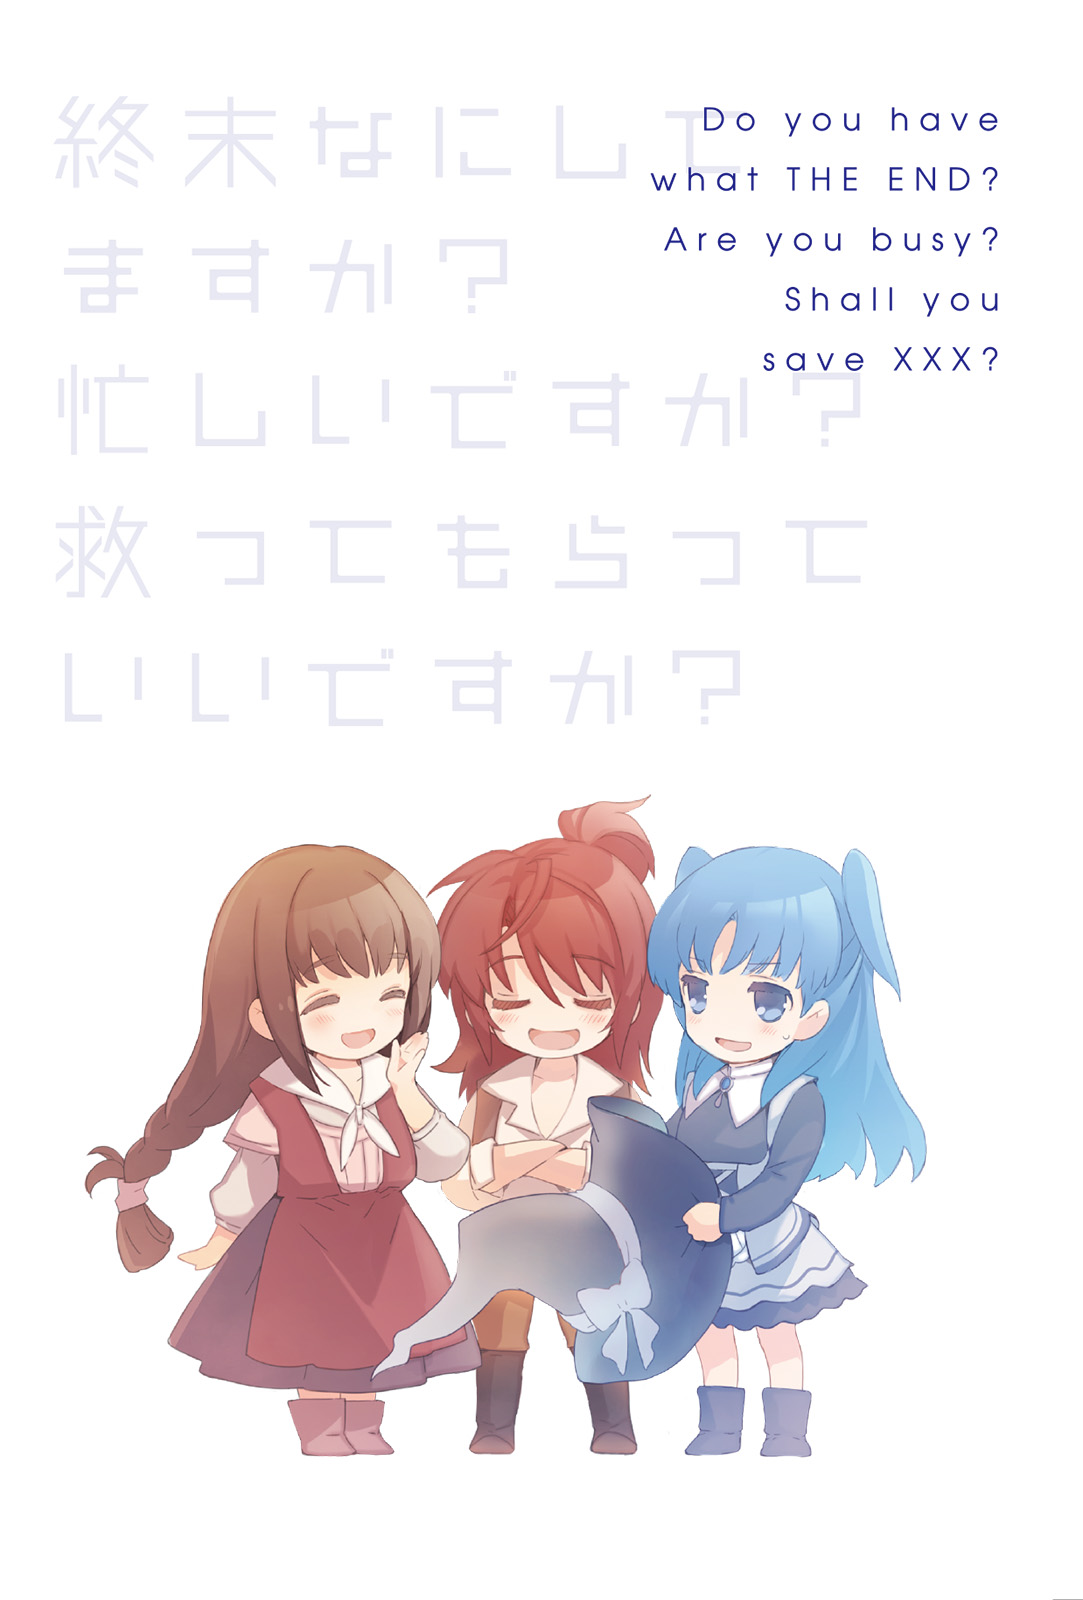 終末なにして
ますか?
忙しいですか?
救ってもらって
いいですか?
Do you have
what THE END?
Are you busy?
Shall you
save XXX?